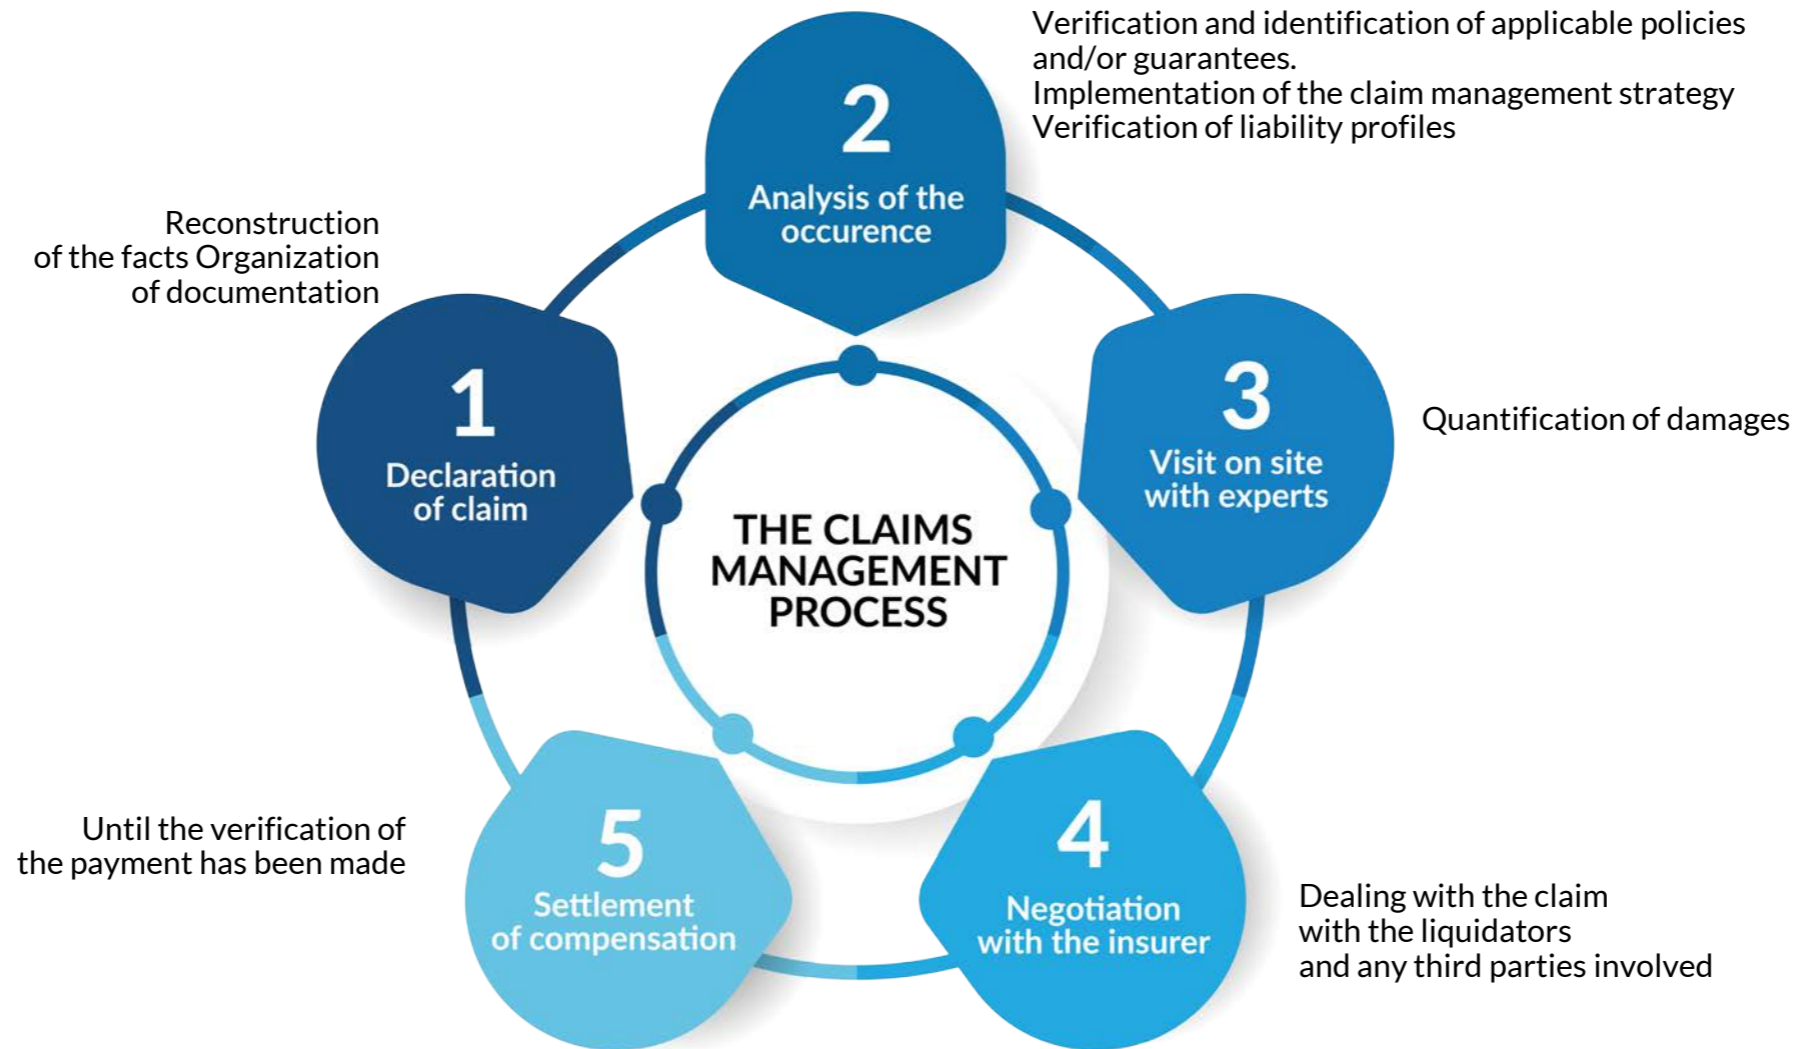 THE CLAIMS
MANAGEMENT
PROCESS
1
Declaration
of claim
Reconstruction
of the facts Organization
of documentation
2
Analysis of the
occurence
Verification and identification of applicable policies
and/or guarantees.
Implementation of the claim management strategy
Verification of liability profiles
3
Visit on site
with experts
Quantification of damages
4
Negotiation
with the insurer
Dealing with the claim
with the liquidators
and any third parties involved
5
Settlement
of compensation
Until the verification of
the payment has been made